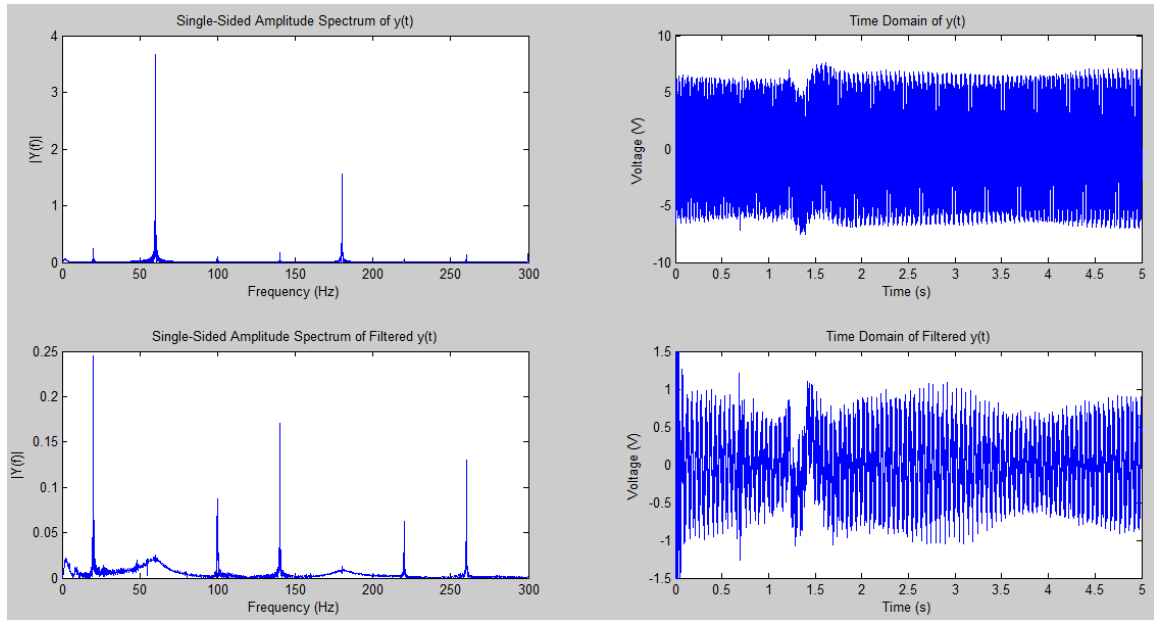 Single-Sided Amplitude Spectrum of y(t)
4
3
2
1
0
|Y(f)|
0 50 100 150 200 250 300
Frequency (Hz)
Time Domain of y(t)
10
5
0
-5
-10
Voltage (V)
0 0.5 1 1.5 2 2.5 3 3.5 4 4.5 5
Time (s)
Single-Sided Amplitude Spectrum of Filtered y(t)
0.25
0.2
0.15
0.1
0.05
0
|Y(f)|
0 50 100 150 200 250 300
Frequency (Hz)
Time Domain of Filtered y(t)
1.5
1
0.5
0
-0.5
-1
-1.5
Voltage (V)
0 0.5 1 1.5 2 2.5 3 3.5 4 4.5 5
Time (s)